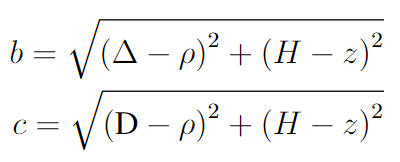 b = √((Δ − ρ)² + (H − z)²)
c = √((D − ρ)² + (H − z)²)